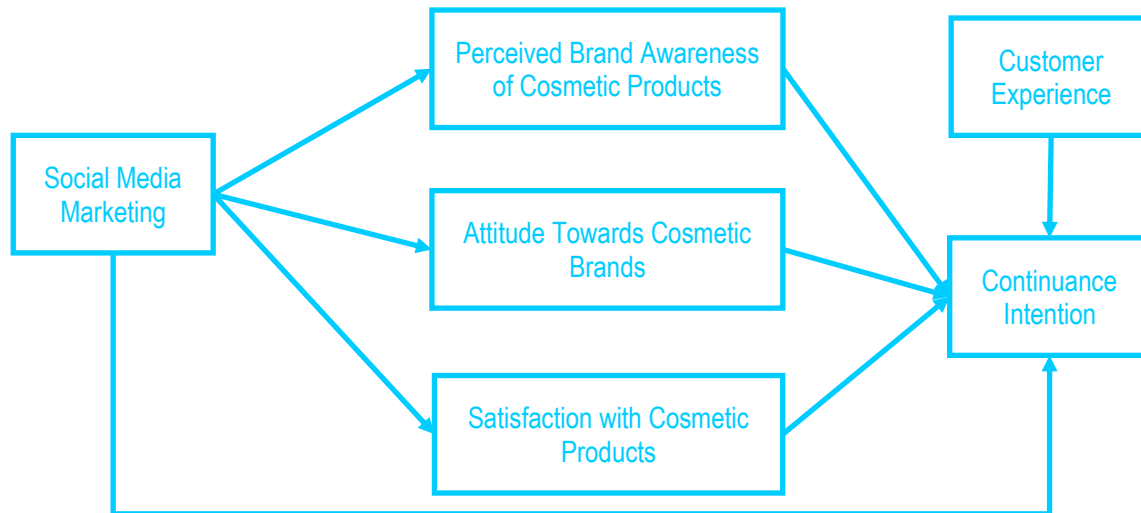 Perceived Brand Awareness
of Cosmetic Products
Customer
Experience
Social Media
Marketing
Attitude Towards Cosmetic
Brands
Continuance
Intention
Satisfaction with Cosmetic
Products